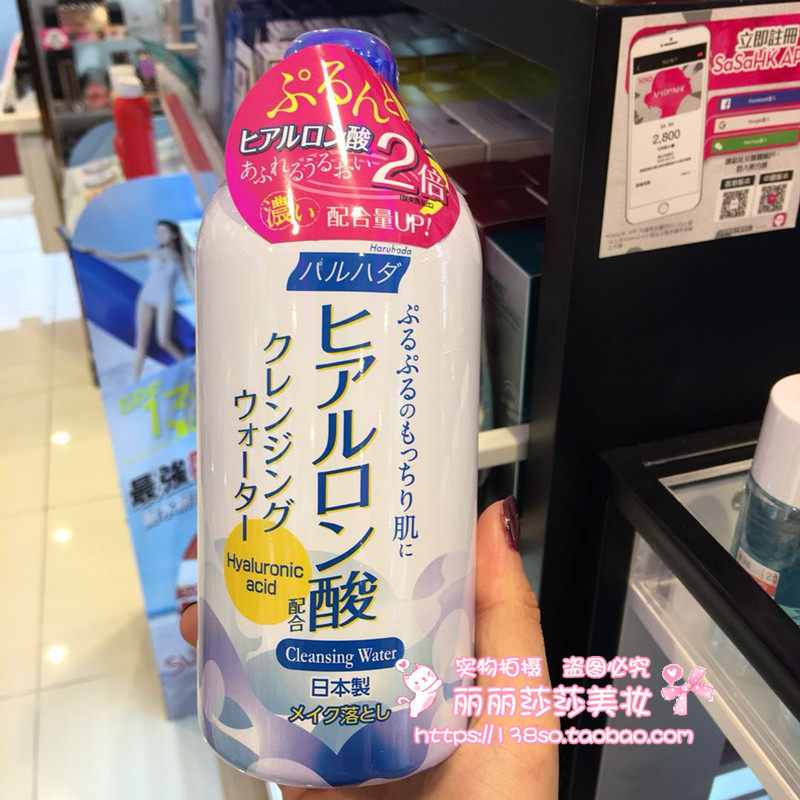 ぷるんと
ヒアルロン酸
2倍
あふれるうるおい
濃い 配合量UP!
Haruhada
ハルハダ
ぷるぷるのもっちり肌に
ヒアルロン酸
配合
クレンジング
ウォーター
Hyaluronic
acid
Cleansing Water
日本製
メイク落とし
立即註冊
SaSaHK AP
2,800
最強
实物拍摄 盗图必究
丽丽莎莎美妆
https://138so.taobao.com